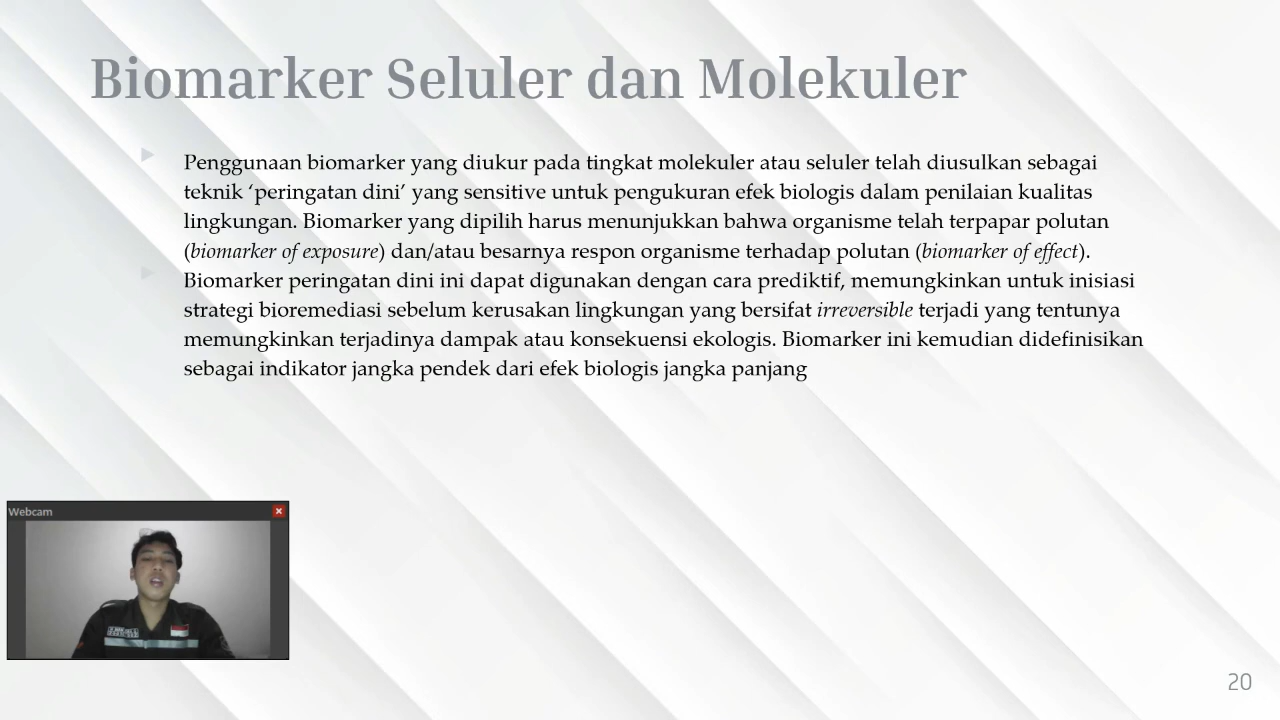 Biomarker Seluler dan Molekuler
Penggunaan biomarker yang diukur pada tingkat molekuler atau seluler telah diusulkan sebagai
teknik ‘peringatan dini’ yang sensitive untuk pengukuran efek biologis dalam penilaian kualitas
lingkungan. Biomarker yang dipilih harus menunjukkan bahwa organisme telah terpapar polutan
(biomarker of exposure) dan/atau besarnya respon organisme terhadap polutan (biomarker of effect).
Biomarker peringatan dini ini dapat digunakan dengan cara prediktif, memungkinkan untuk inisiasi
strategi bioremediasi sebelum kerusakan lingkungan yang bersifat irreversible terjadi yang tentunya
memungkinkan terjadinya dampak atau konsekuensi ekologis. Biomarker ini kemudian didefinisikan
sebagai indikator jangka pendek dari efek biologis jangka panjang
Webcam
20